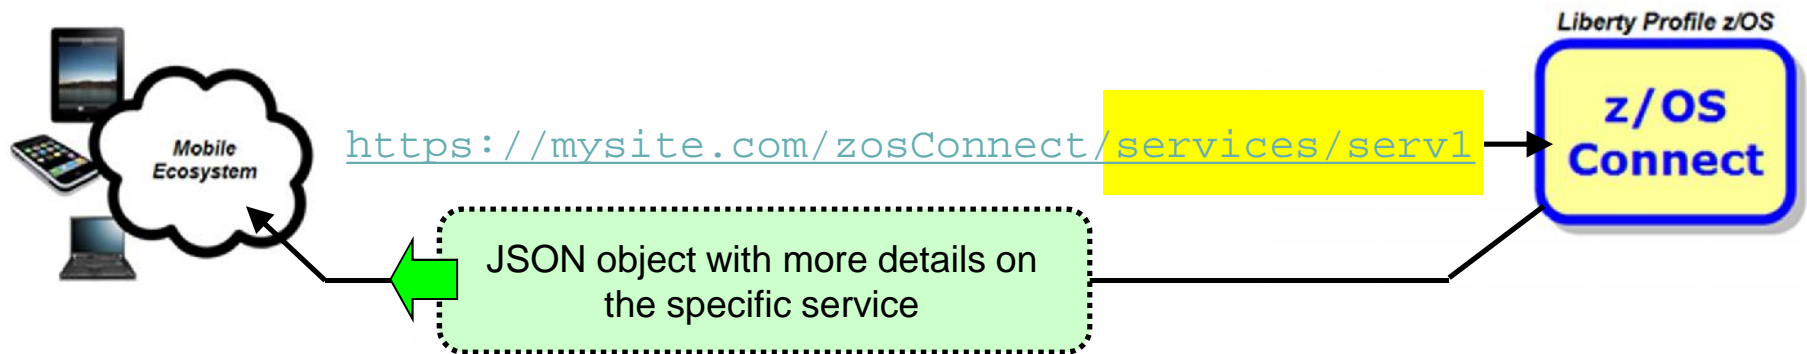 Liberty Profile z/OS
Mobile
Ecosystem
https://mysite.com/zosConnect/services/serv1
z/OS
Connect
JSON object with more details on
the specific service